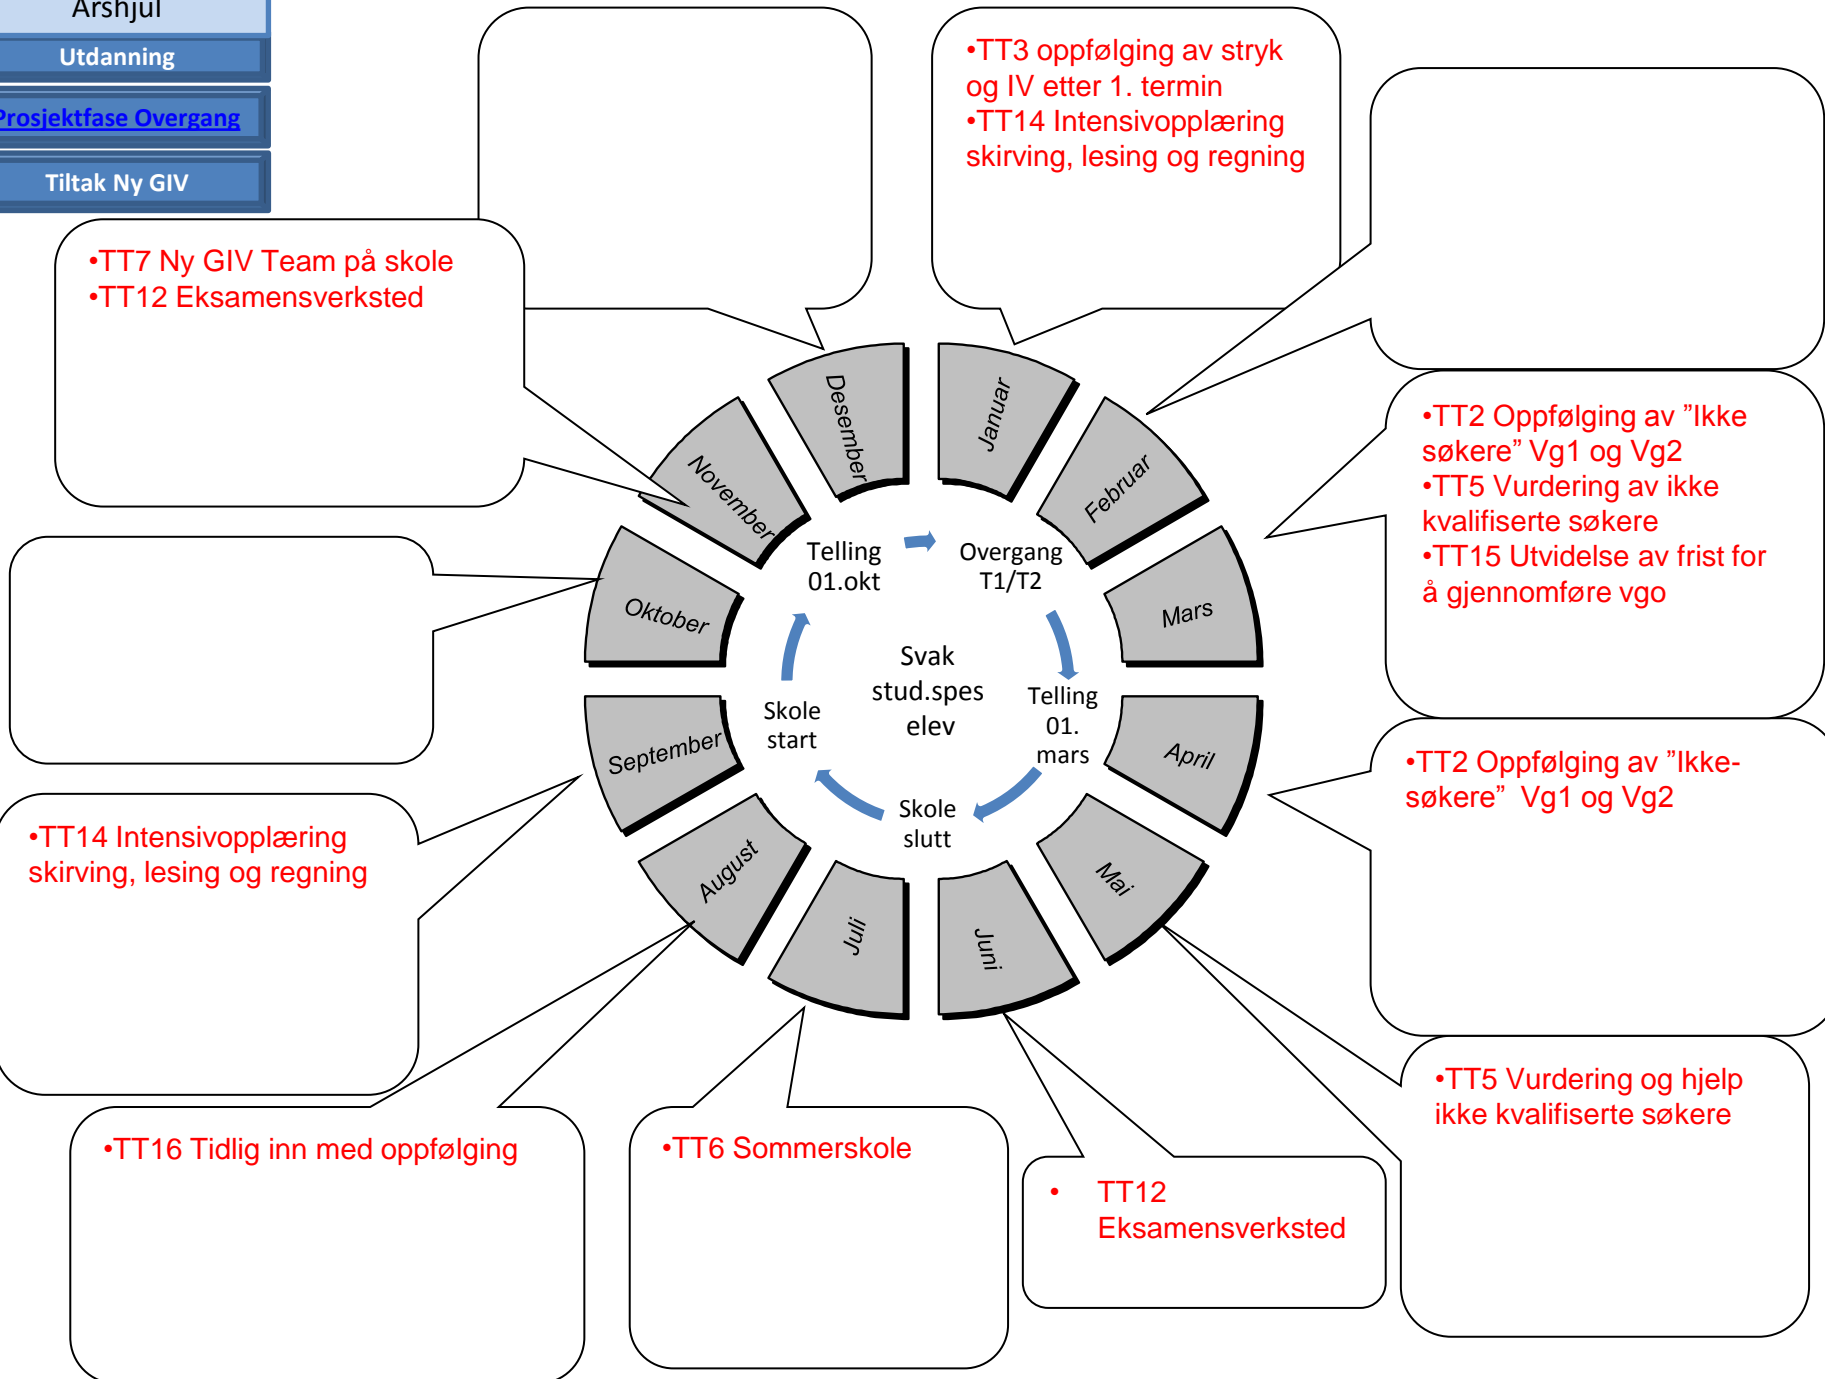 Årshjul
Utdanning
Prosjektfase Overgang
Tiltak Ny GIV
•TT3 oppfølging av stryk
og IV etter 1. termin
•TT14 Intensivopplæring
skirving, lesing og regning
•TT7 Ny GIV Team på skole
•TT12 Eksamensverksted
•TT2 Oppfølging av ”Ikke
søkere” Vg1 og Vg2
•TT5 Vurdering av ikke
kvalifiserte søkere
•TT15 Utvidelse av frist for
å gjennomføre vgo
•TT2 Oppfølging av ”Ikke-
søkere” Vg1 og Vg2
•TT5 Vurdering og hjelp
ikke kvalifiserte søkere
• TT12
Eksamensverksted
•TT6 Sommerskole
•TT16 Tidlig inn med oppfølging
•TT14 Intensivopplæring
skirving, lesing og regning
Januar
Februar
Mars
April
Mai
Juni
Juli
August
September
Oktober
November
Desember
Overgang
T1/T2
Telling
01.
mars
Skole
slutt
Skole
start
Telling
01.okt
Svak
stud.spes
elev